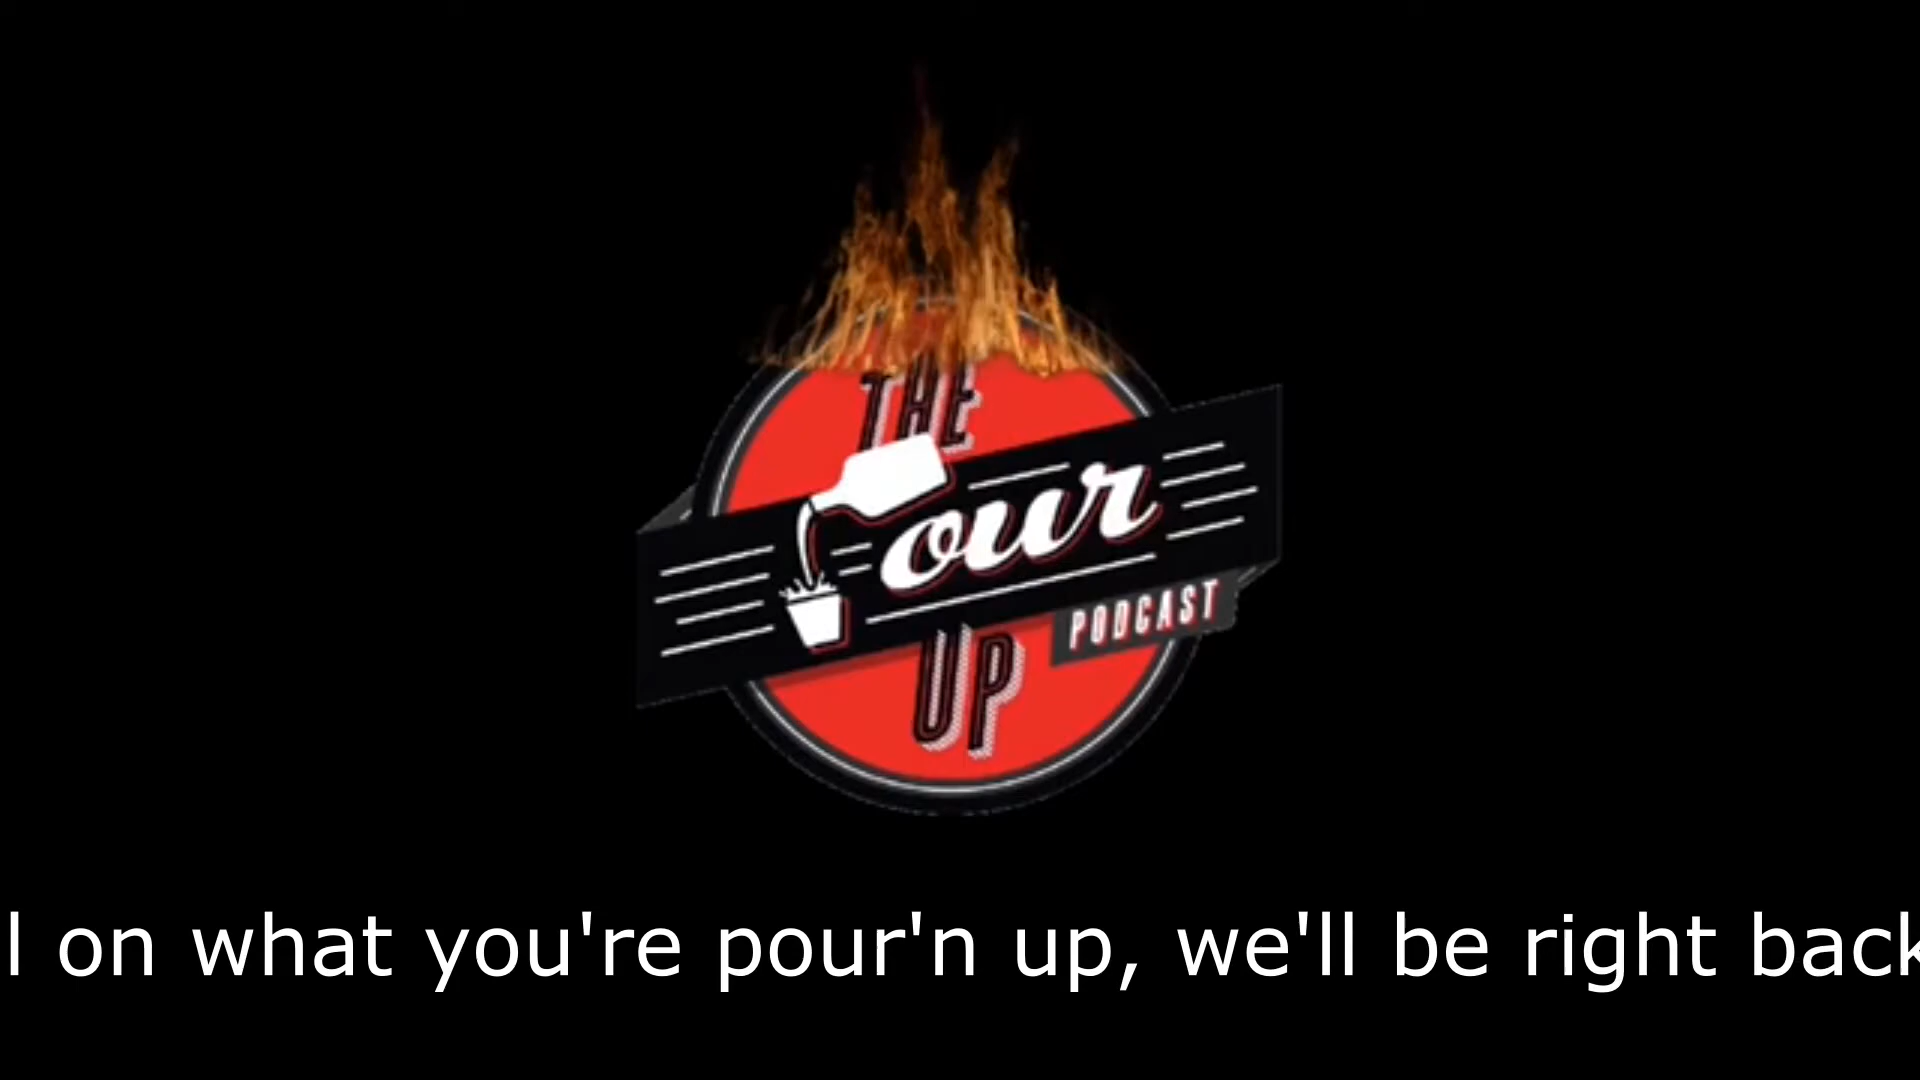 THE
Pour
PODCAST
UP
l on what you're pour'n up, we'll be right back